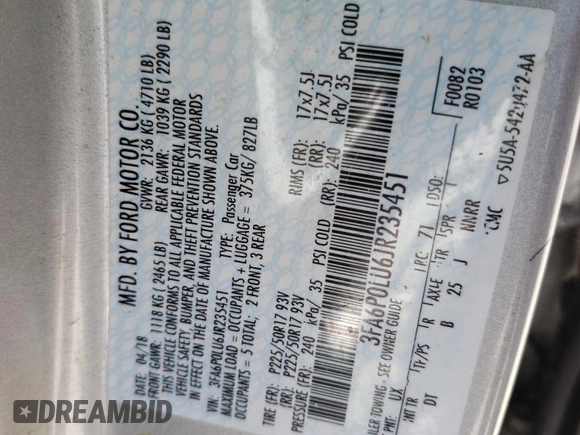 MFD. BY FORD MOTOR CO.
04/18 GVWR: 2136 KG ( 4710 LB)
FRONT GAWR: 1118 KG ( 2465 LB) REAR GAWR: 1039 KG ( 2290 LB)
THIS VEHICLE CONFORMS TO ALL APPLICABLE FEDERAL MOTOR
VEHICLE SAFETY, BUMPER, AND THEFT PREVENTION STANDARDS
IN EFFECT ON THE DATE OF MANUFACTURE SHOWN ABOVE.
VIN: 3FA6P0LU6JR235451 TYPE: Passenger Car
MAXIMUM LOAD = OCCUPANTS + LUGGAGE = 375KG/ 827LB
OCCUPANTS = 5 TOTAL; 2 FRONT, 3 REAR
TIRE (FR): P225/50R17 93V RIMS (FR): 17x7.5J
(RR): P225/50R17 93V (RR): 17x7.5J
PRESSURE (FR): 240 kPa/ 35 PSI COLD (RR): 240 kPa/ 35 PSI COLD
3FA6P0LU6JR235451
TRAILER TOWING - SEE OWNER GUIDE
PNT: UX RC: 71 DSO: F0082
R0103
INT TR TP/PS R AXLE TR SPR
DT B 25 J
CMC 5U5A-5420472-AA
DREAMBID